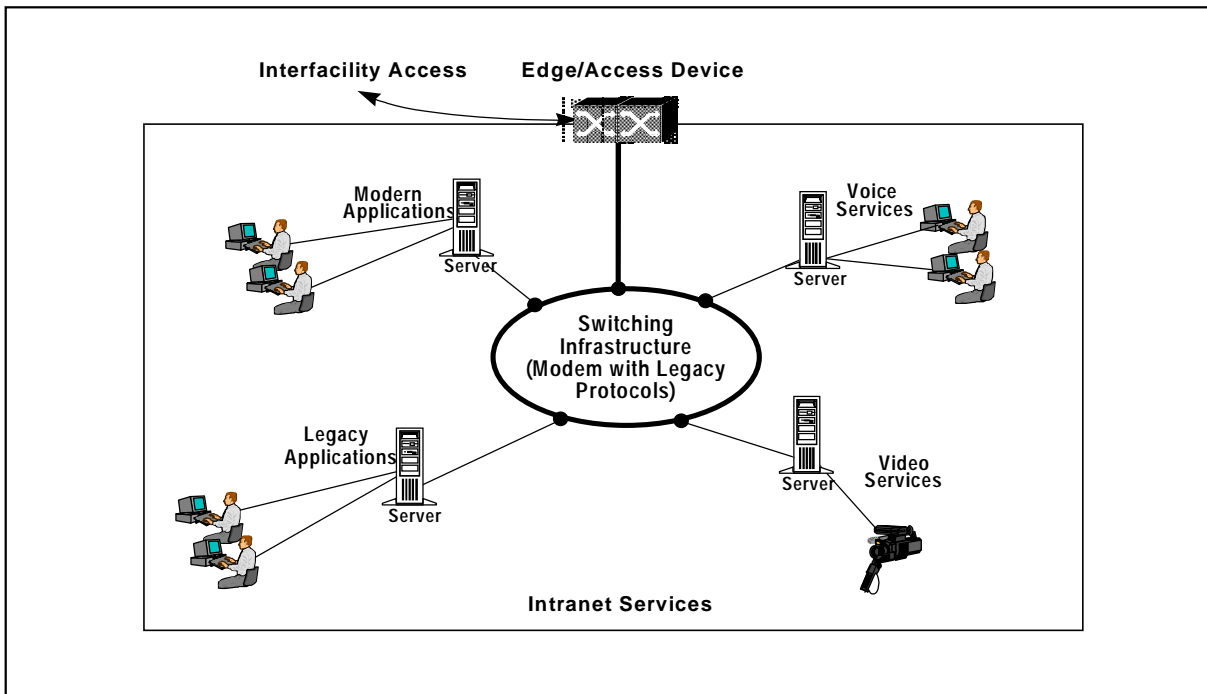 Interfacility Access
Edge/Access Device
Modern
Applications
Server
Voice
Services
Server
Switching
Infrastructure
(Modem with Legacy
Protocols)
Legacy
Applications
Server
Server
Video
Services
Intranet Services